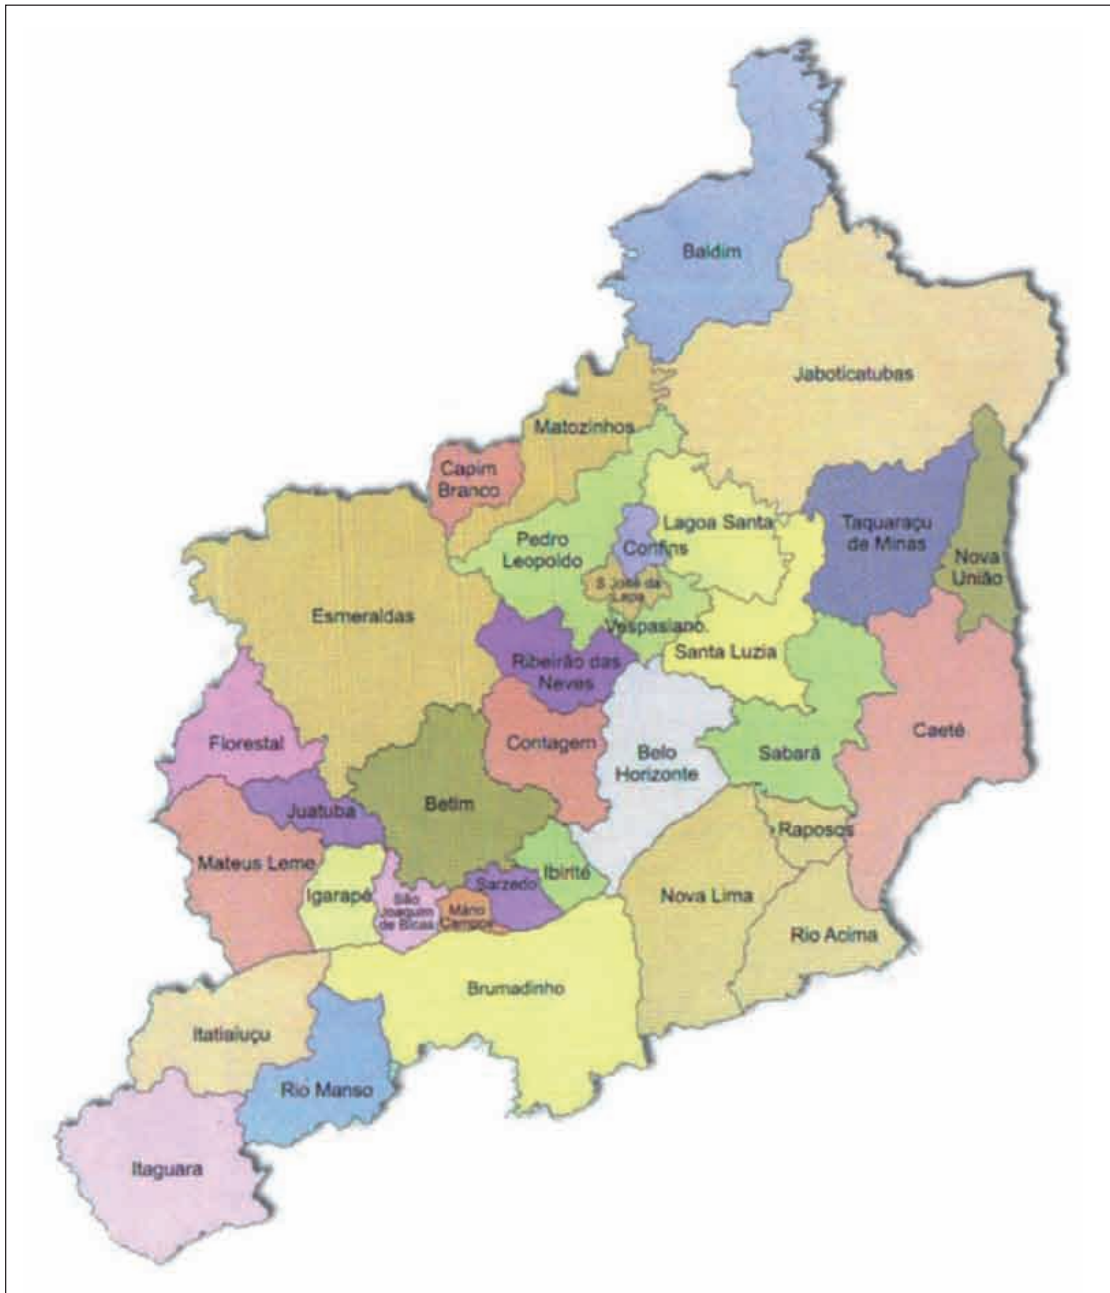 Baldim
Jaboticatubas
Matozinhos
Capim
Branco
Lagoa Santa
Taquaraçu
de Minas
Pedro
Leopoldo
Confins
Nova
União
S José da
Lapa
Esmeraldas
Vespasiano.
Santa Luzia
Ribeirão das
Neves
Florestal
Contagem
Belo
Horizonte
Sabará
Caeté
Juatuba
Betim
Raposos
Mateus Leme
Igarapé
São
Joaquim
de Bicas
Mário
Campos
Sarzedo
Ibirité
Nova Lima
Rio Acima
Brumadinho
Itatiaiuçu
Rio Manso
Itaguara